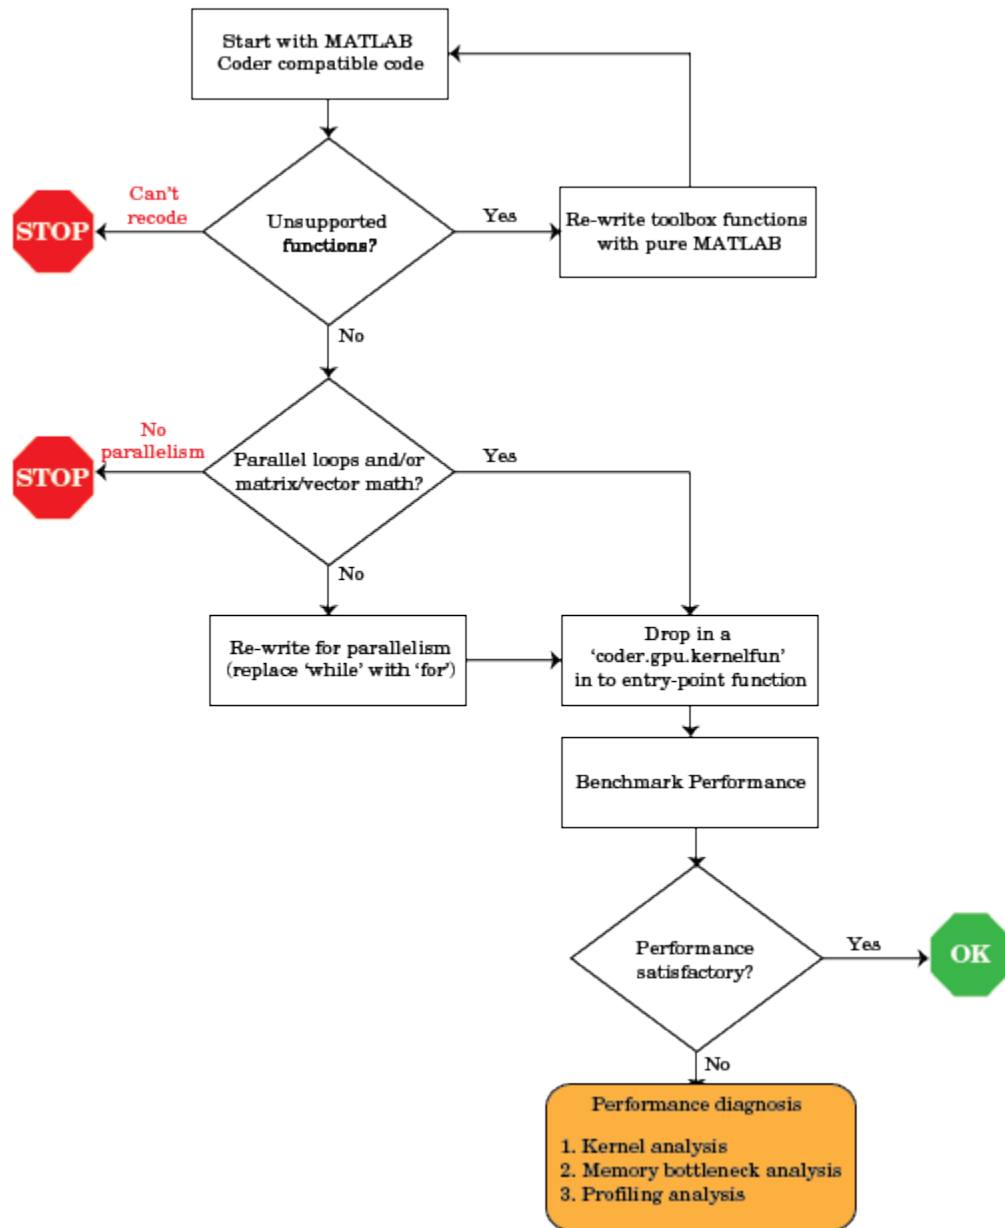 Start with MATLAB
Coder compatible code
Can't
recode
STOP
Unsupported
functions?
Yes
Re-write toolbox functions
with pure MATLAB
No
No
parallelism
STOP
Parallel loops and/or
matrix/vector math?
Yes
No
Re-write for parallelism
(replace ‘while’ with ‘for’)
Drop in a
‘coder.gpu.kernelfun’
in to entry-point function
Benchmark Performance
Performance
satisfactory?
Yes
OK
No
Performance diagnosis
1. Kernel analysis
2. Memory bottleneck analysis
3. Profiling analysis